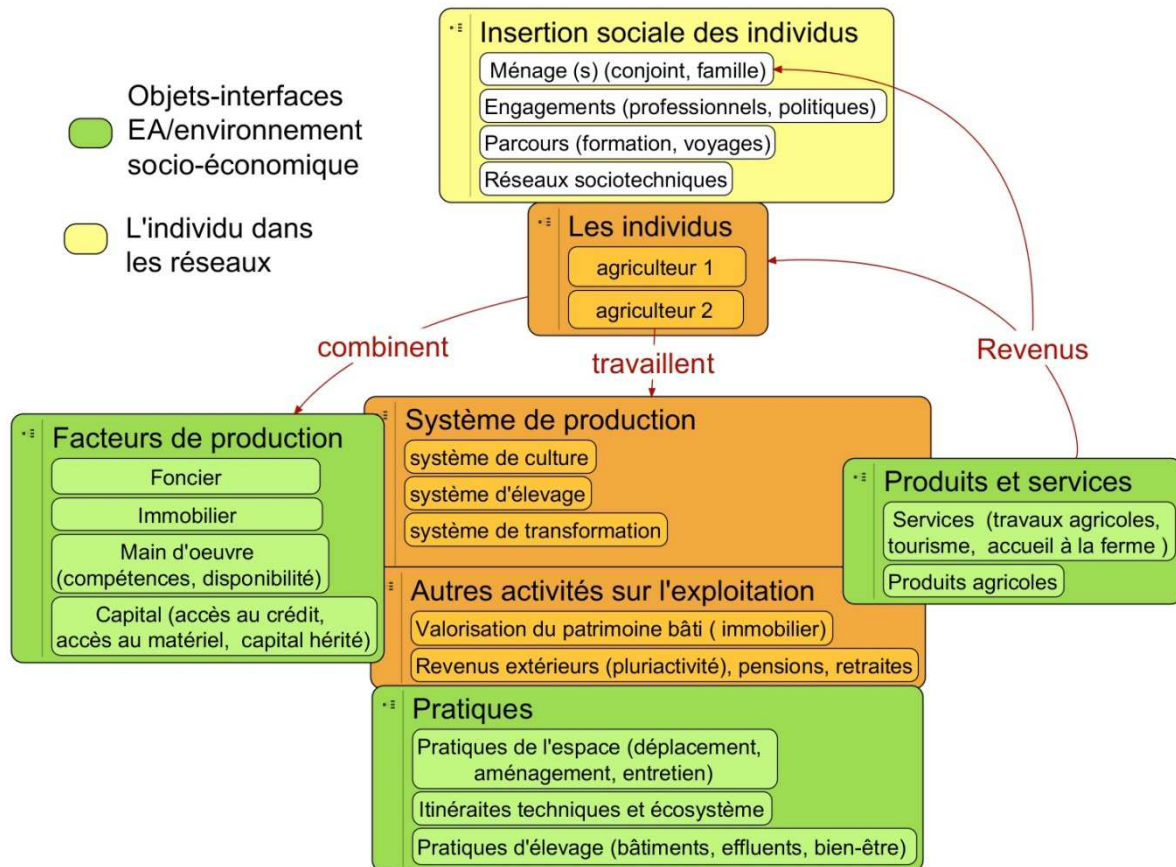 Insertion sociale des individus
Ménage (s) (conjoint, famille)
Engagements (professionnels, politiques)
Parcours (formation, voyages)
Réseaux sociotechniques
Objets-interfaces
EA/environnement
socio-économique
L'individu dans
les réseaux
Les individus
agriculteur 1
agriculteur 2
combinent
travaillent
Revenus
Facteurs de production
Foncier
Immobilier
Main d'oeuvre
(compétences, disponibilité)
Capital (accès au crédit,
accès au matériel, capital hérité)
Système de production
système de culture
système d'élevage
système de transformation
Produits et services
Services (travaux agricoles,
tourisme, accueil à la ferme )
Produits agricoles
Autres activités sur l'exploitation
Valorisation du patrimoine bâti ( immobilier)
Revenus extérieurs (pluriactivité), pensions, retraites
Pratiques
Pratiques de l'espace (déplacement,
aménagement, entretien)
Itinéraites techniques et écosystème
Pratiques d'élevage (bâtiments, effluents, bien-être)